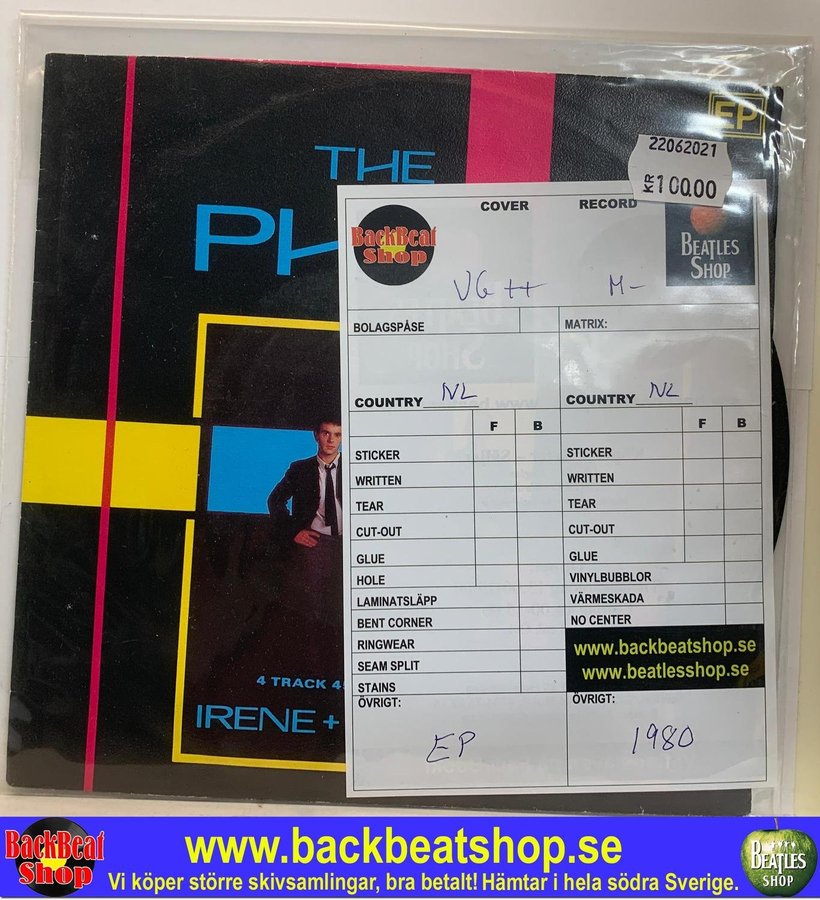 EP
THE
22062021
KR 100.00
COVER RECORD
BackBeat
Shop
BEATLES
SHOP
VG ++ M-
BOLAGSPÅSE MATRIX:
COUNTRY NL COUNTRY NL
F B F B
STICKER STICKER
WRITTEN WRITTEN
TEAR TEAR
CUT-OUT CUT-OUT
GLUE GLUE
HOLE VINYLBUBBLOR
LAMINATSLÄPP VÄRMESKADA
BENT CORNER NO CENTER
RINGWEAR
SEAM SPLIT
STAINS
www.backbeatshop.se
www.beatlesshop.se
ÖVRIGT: ÖVRIGT:
EP 1980
4 TRACK
IRENE +
BackBeat
Shop
www.backbeatshop.se
Vi köper större skivsamlingar, bra betalt! Hämtar i hela södra Sverige.
BEATLES
SHOP